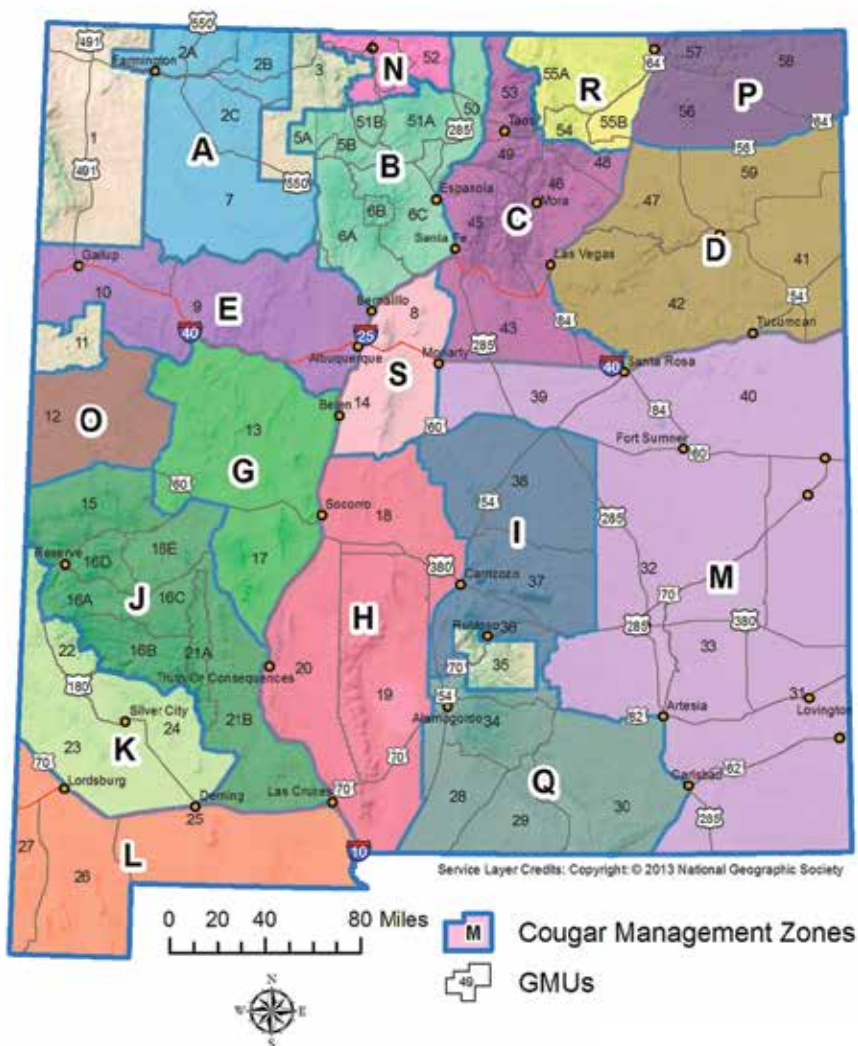 550
491
2A
2B
3
N
52
57
58
64
Farmington
55A
R
P
53
50
56
5A
51B
51A
285
Taos
54
55B
64
2C
1
A
5B
B
49
48
56
59
491
550
46
47
7
6B
6C
Espanola
45
C
Mora
6A
Santa Fe
D
41
Gallup
Las Vegas
10
9
E
Bernalillo
8
42
54
11
40
25
43
84
Tucumcari
Albuquerque
285
Moriarty
40
Santa Rosa
12
O
S
39
40
Belen
14
84
13
60
Fort Sumner
60
G
60
38
15
Socorro
18
54
285
16E
Reserve
16D
17
I
32
M
J
16C
380
Carrizozo
37
70
16A
H
285
380
22
16B
21A
Ruidoso
36
33
20
70
35
Truth Or Consequences
180
19
54
31
Silver City
24
21B
Alamogordo
34
82
Artesia
Lovington
23
K
70
62
70
Lordsburg
Deming
25
Las Cruces
70
28
Q
30
Carlsbad
29
285
27
L
10
26
Service Layer Credits: Copyright: © 2013 National Geographic Society
0 20 40 80 Miles
M Cougar Management Zones
49 GMUs
N
W E
S